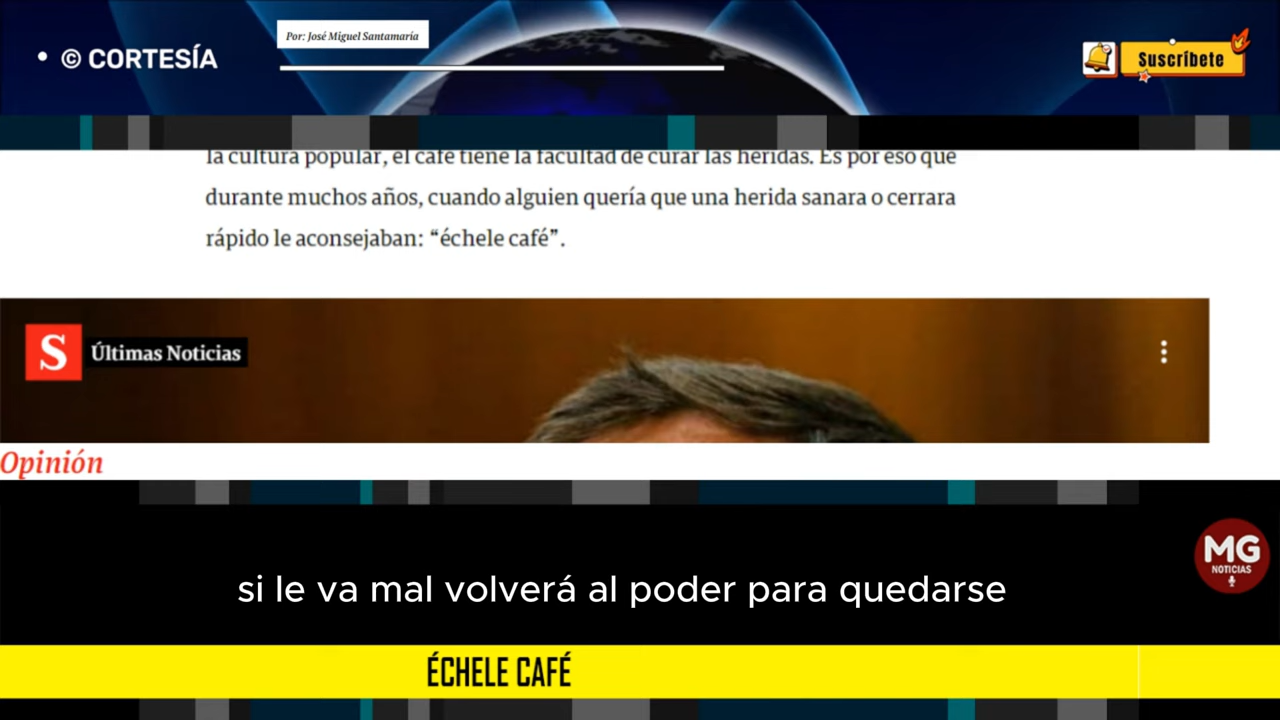 • © CORTESÍA
Por: José Miguel Santamaría
Suscríbete
la cultura popular, el café tiene la facultad de curar las heridas. Es por eso que
durante muchos años, cuando alguien quería que una herida sanara o cerrara
rápido le aconsejaban: “échele café”.
S Últimas Noticias
Opinión
si le va mal volverá al poder para quedarse
MG
NOTICIAS
ÉCHELE CAFÉ